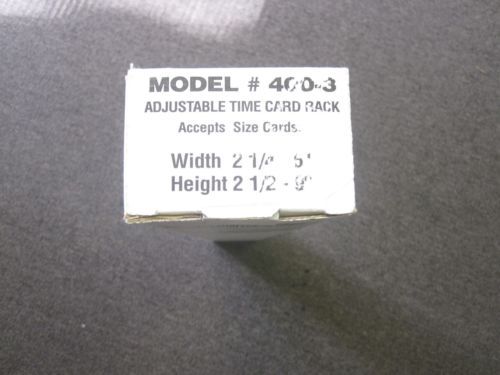 MODEL # 400-3
ADJUSTABLE TIME CARD RACK
Accepts Size Cards.
Width 2 1/4 - 5"
Height 2 1/2 - 9"